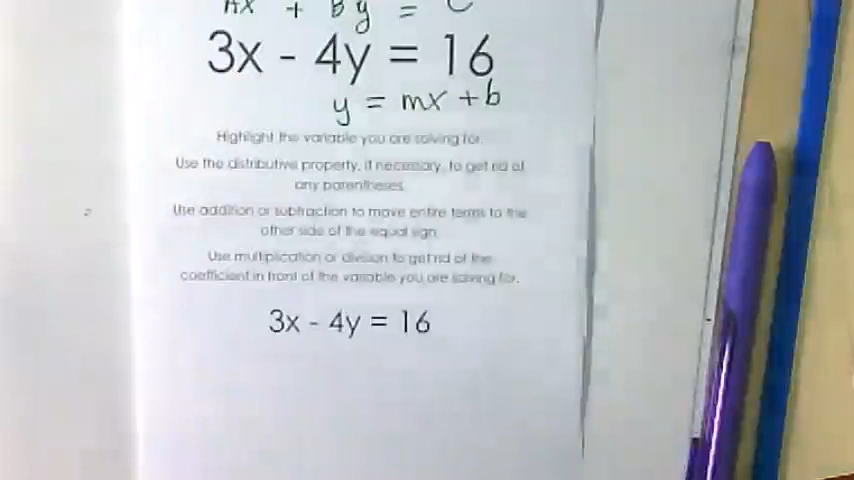 Ax + By = C
3x - 4y = 16
y = mx + b
Highlight the variable you are solving for.
Use the distributive property, if necessary, to get rid of
any parentheses.
Use addition or subtraction to move entire terms to the
other side of the equal sign.
Use multiplication or division to get rid of the
coefficient in front of the variable you are solving for.
3x - 4y = 16